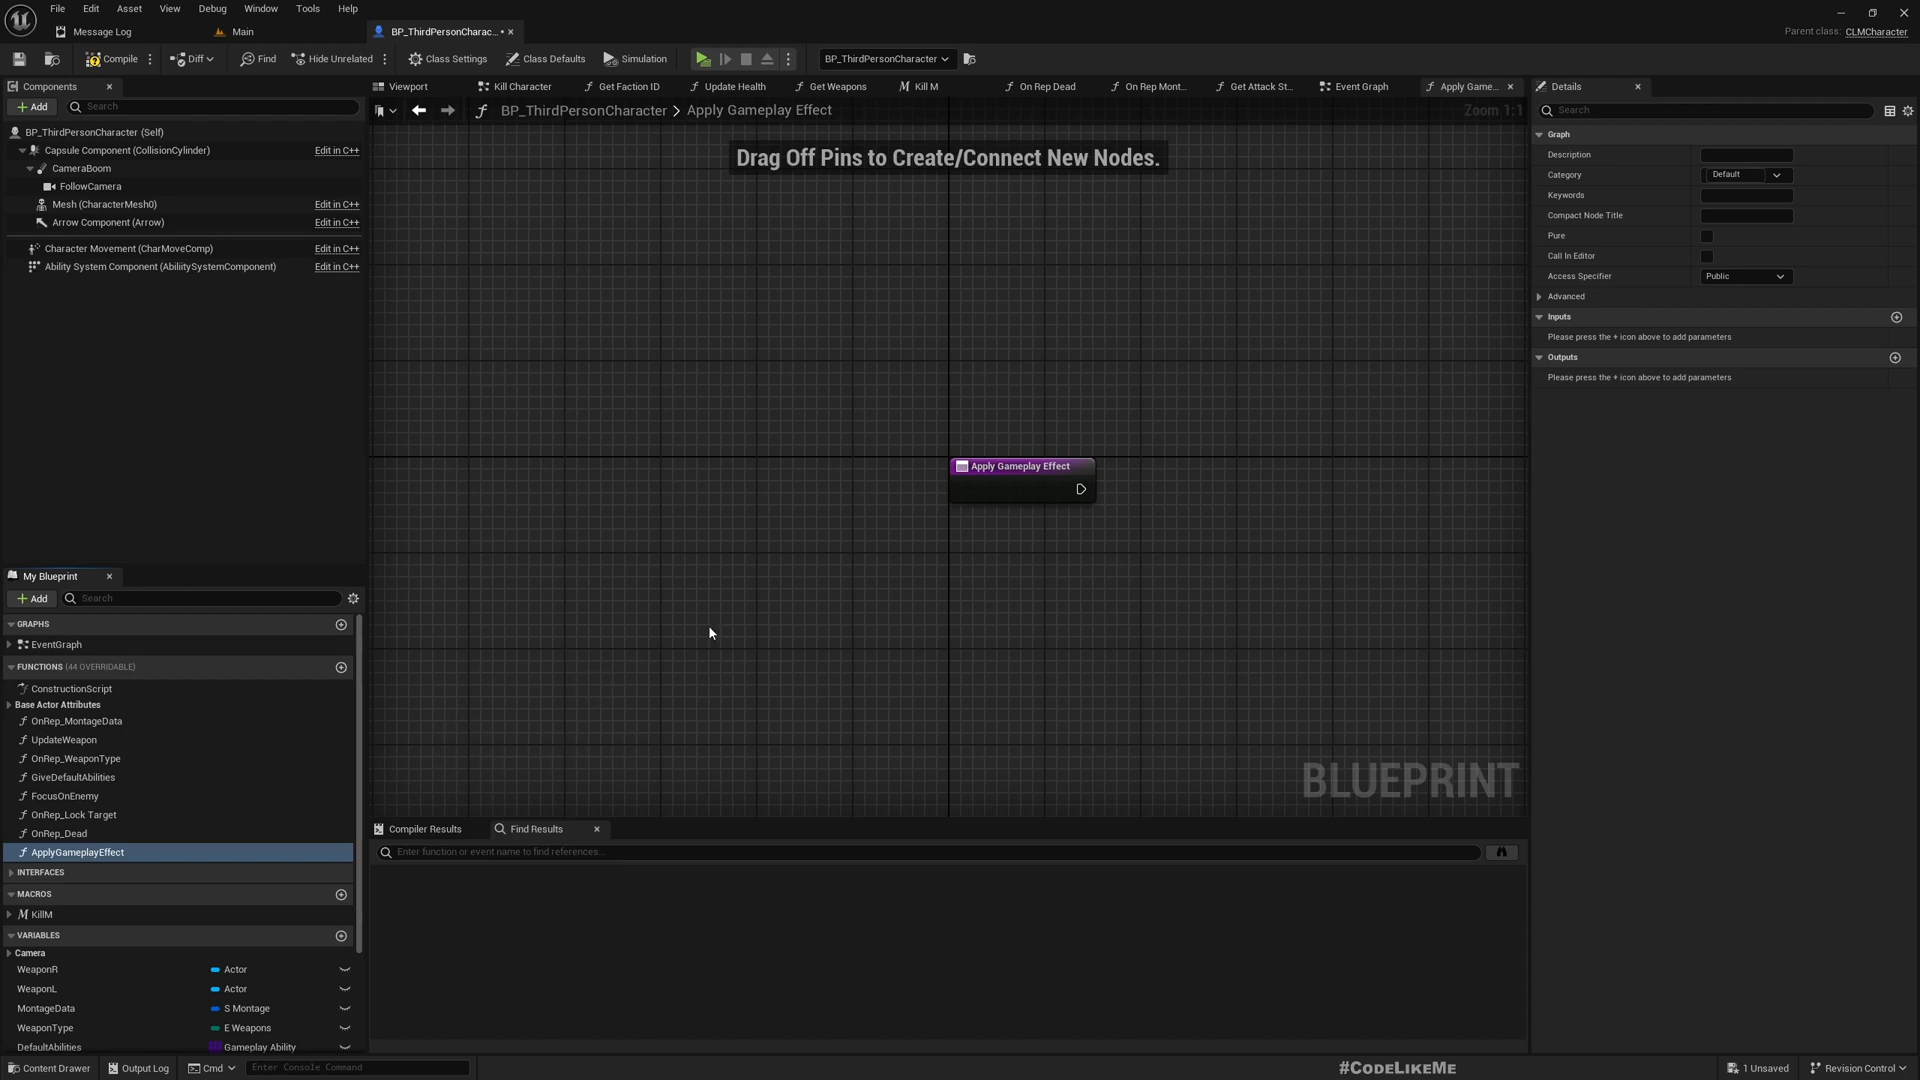 File Edit Asset View Debug Window Tools Help
Message Log
Main
BP_ThirdPersonCharac... •
Parent class: CLMCharacter
Compile
Diff
Find
Hide Unrelated
Class Settings
Class Defaults
Simulation
BP_ThirdPersonCharacter
Components
Add
Search
BP_ThirdPersonCharacter (Self)
Capsule Component (CollisionCylinder) Edit in C++
CameraBoom
FollowCamera
Mesh (CharacterMesh0) Edit in C++
Arrow Component (Arrow) Edit in C++
Character Movement (CharMoveComp) Edit in C++
Ability System Component (AbiliitySystemComponent) Edit in C++
Viewport
Kill Character
Get Faction ID
Update Health
Get Weapons
Kill M
On Rep Dead
On Rep Mont...
Get Attack St...
Event Graph
Apply Game...
BP_ThirdPersonCharacter > Apply Gameplay Effect
Zoom 1:1
Drag Off Pins to Create/Connect New Nodes.
Apply Gameplay Effect
BLUEPRINT
Details
Search
Graph
Description
Category Default
Keywords
Compact Node Title
Pure
Call In Editor
Access Specifier Public
Advanced
Inputs
Please press the + icon above to add parameters
Outputs
Please press the + icon above to add parameters
My Blueprint
Add
Search
GRAPHS
EventGraph
FUNCTIONS (44 OVERRIDABLE)
ConstructionScript
Base Actor Attributes
OnRep_MontageData
UpdateWeapon
OnRep_WeaponType
GiveDefaultAbilities
FocusOnEnemy
OnRep_Lock Target
OnRep_Dead
ApplyGameplayEffect
INTERFACES
MACROS
KillM
VARIABLES
Camera
WeaponR Actor
WeaponL Actor
MontageData S Montage
WeaponType E Weapons
DefaultAbilities Gameplay Ability
Compiler Results
Find Results
Enter function or event name to find references...
Content Drawer
Output Log
Cmd
Enter Console Command
#CodeLikeMe
1 Unsaved
Revision Control